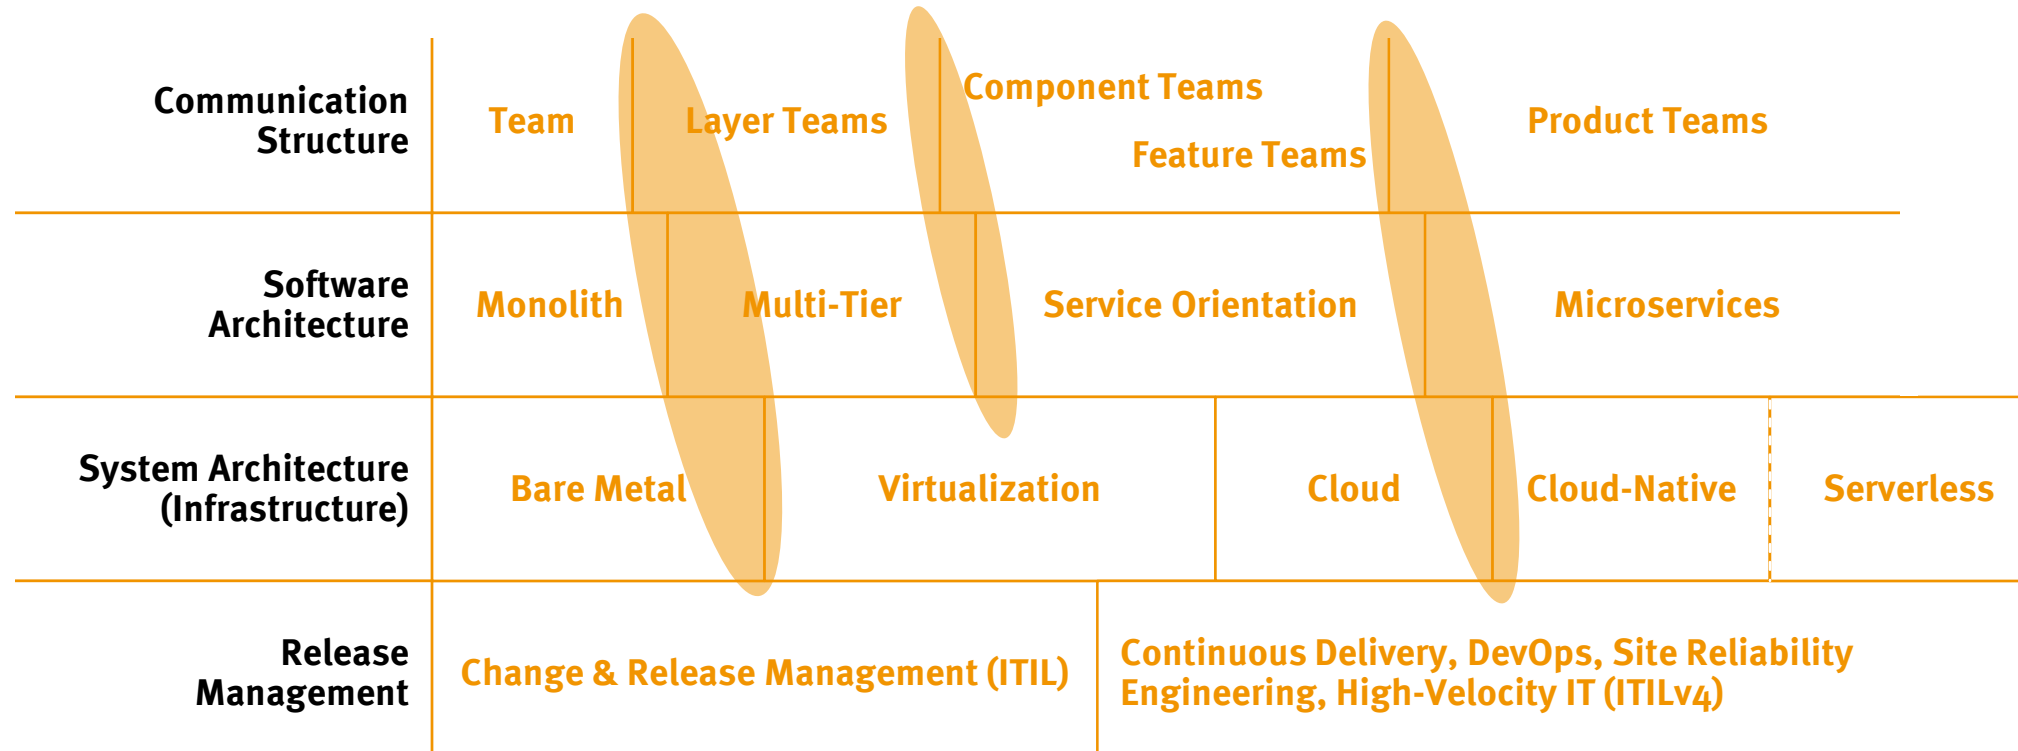 Communication
Structure
Team
Layer Teams
Component Teams
Feature Teams
Product Teams
Software
Architecture
Monolith
Multi-Tier
Service Orientation
Microservices
System Architecture
(Infrastructure)
Bare Metal
Virtualization
Cloud
Cloud-Native
Serverless
Release
Management
Change & Release Management (ITIL)
Continuous Delivery, DevOps, Site Reliability
Engineering, High-Velocity IT (ITILv4)